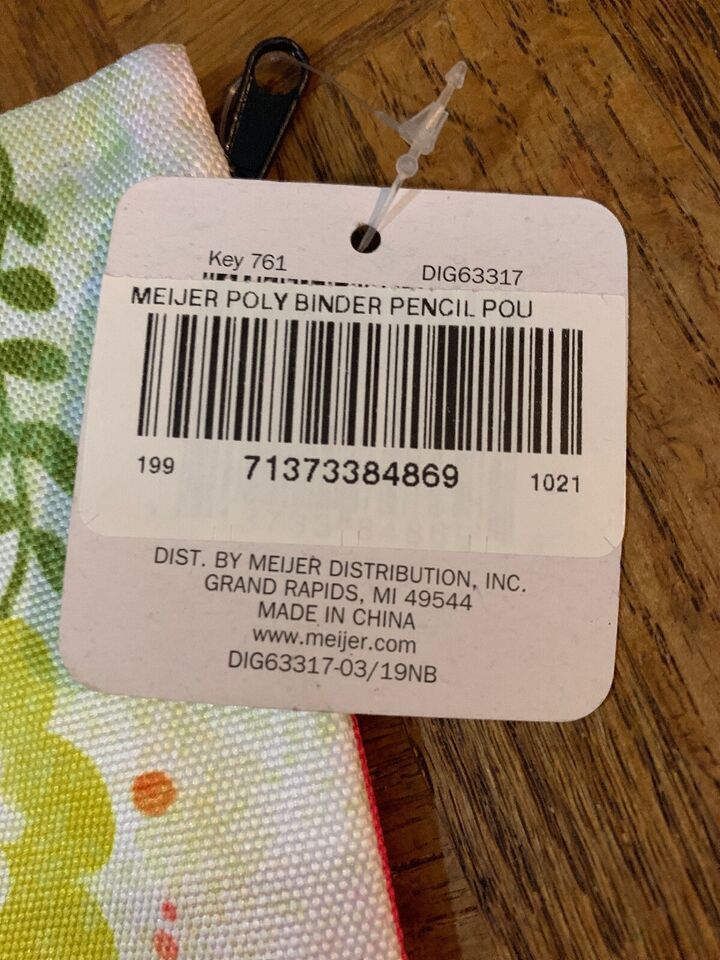 Key 761 DIG63317
MEIJER POLY BINDER PENCIL POU
199 71373384869 1021
DIST. BY MEIJER DISTRIBUTION, INC.
GRAND RAPIDS, MI 49544
MADE IN CHINA
www.meijer.com
DIG63317-03/19NB